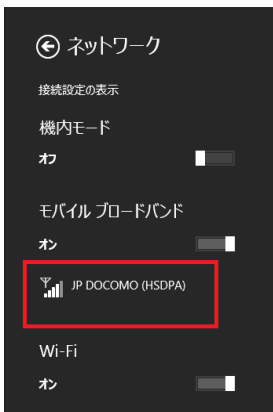 ネットワーク
接続設定の表示
機内モード
オフ
モバイル ブロードバンド
オン
JP DOCOMO (HSDPA)
Wi-Fi
オン